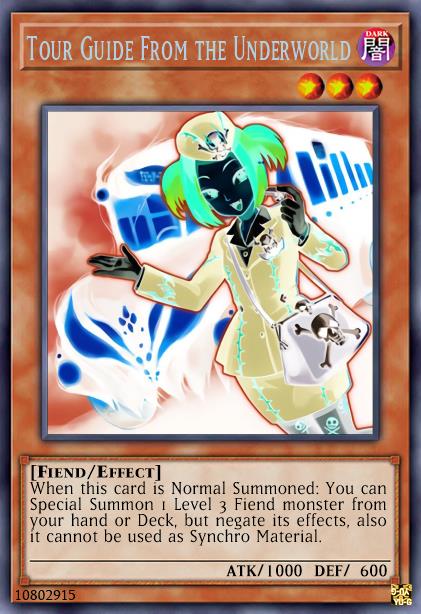 TOUR GUIDE FROM THE UNDERWORLD
DARK
闇
[FIEND/EFFECT]
When this card is Normal Summoned: You can
Special Summon 1 Level 3 Fiend monster from
your hand or Deck, but negate its effects, also
it cannot be used as Synchro Material.
ATK/1000 DEF/ 600
10802915